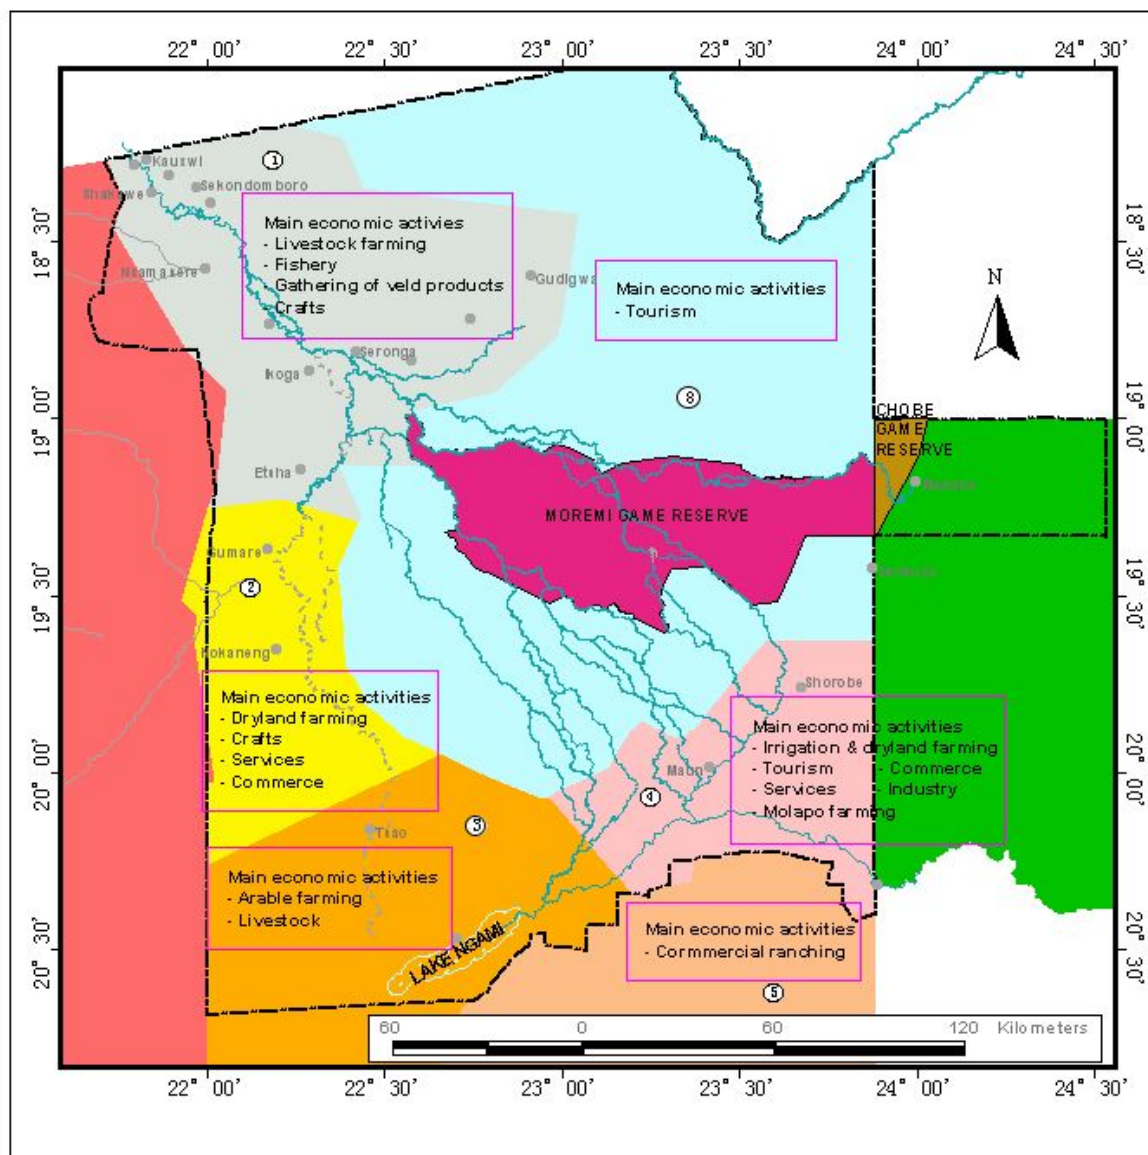 22° 00' 22° 30' 23° 00' 23° 30' 24° 00' 24° 30'
1
Kauxwi
Sekondomboro
Shakawe
Main economic activies
- Livestock farming
- Fishery
- Gathering of veld products
- Crafts
18° 30'
18° 30'
Gudigwa
N
Main economic activities
- Tourism
Seronga
Ikoga
8
19° 00'
19° 00'
CHOBE
GAME
RESERVE
Etsha
MOREMI GAME RESERVE
Gumare
2
19° 30'
19° 30'
Nokaneng
Main economic activities
- Dryland farming
- Crafts
- Services
- Commerce
Shorobe
Main economic activities
- Irrigation & dryland farming
- Tourism - Commerce
- Services - Industry
- Molapo farming
Maun
20° 00'
20° 00'
4
3
Tsao
Main economic activities
- Arable farming
- Livestock
LAKE NGAMI
Main economic activities
- Cormmercial ranching
20° 30'
20° 30'
5
60 0 60 120 Kilometers
22° 00' 22° 30' 23° 00' 23° 30' 24° 00' 24° 30'